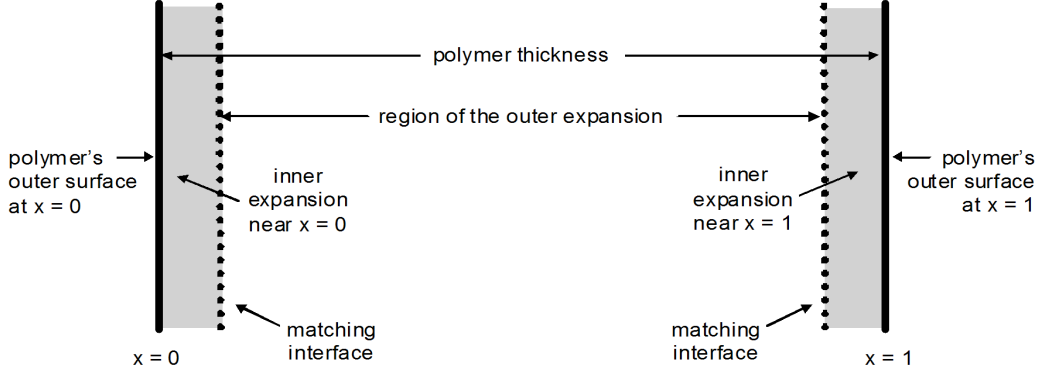 polymer thickness
region of the outer expansion
polymer's
outer surface
at x = 0
inner
expansion
near x = 0
inner
expansion
near x = 1
polymer's
outer surface
at x = 1
matching
interface
matching
interface
x = 0
x = 1